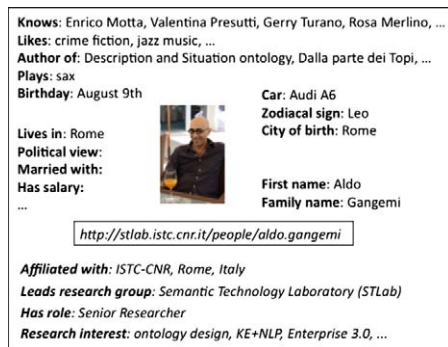 Knows: Enrico Motta, Valentina Presutti, Gerry Turano, Rosa Merlino, ...
Likes: crime fiction, jazz music, ...
Author of: Description and Situation ontology, Dalla parte dei Topi, ...
Plays: sax
Birthday: August 9th
Car: Audi A6
Zodiacal sign: Leo
City of birth: Rome
Lives in: Rome
Political view:
Married with:
Has salary:
...
First name: Aldo
Family name: Gangemi
http://stlab.istc.cnr.it/people/aldo.gangemi
Affiliated with: ISTC-CNR, Rome, Italy
Leads research group: Semantic Technology Laboratory (STLab)
Has role: Senior Researcher
Research interest: ontology design, KE+NLP, Enterprise 3.0, ...